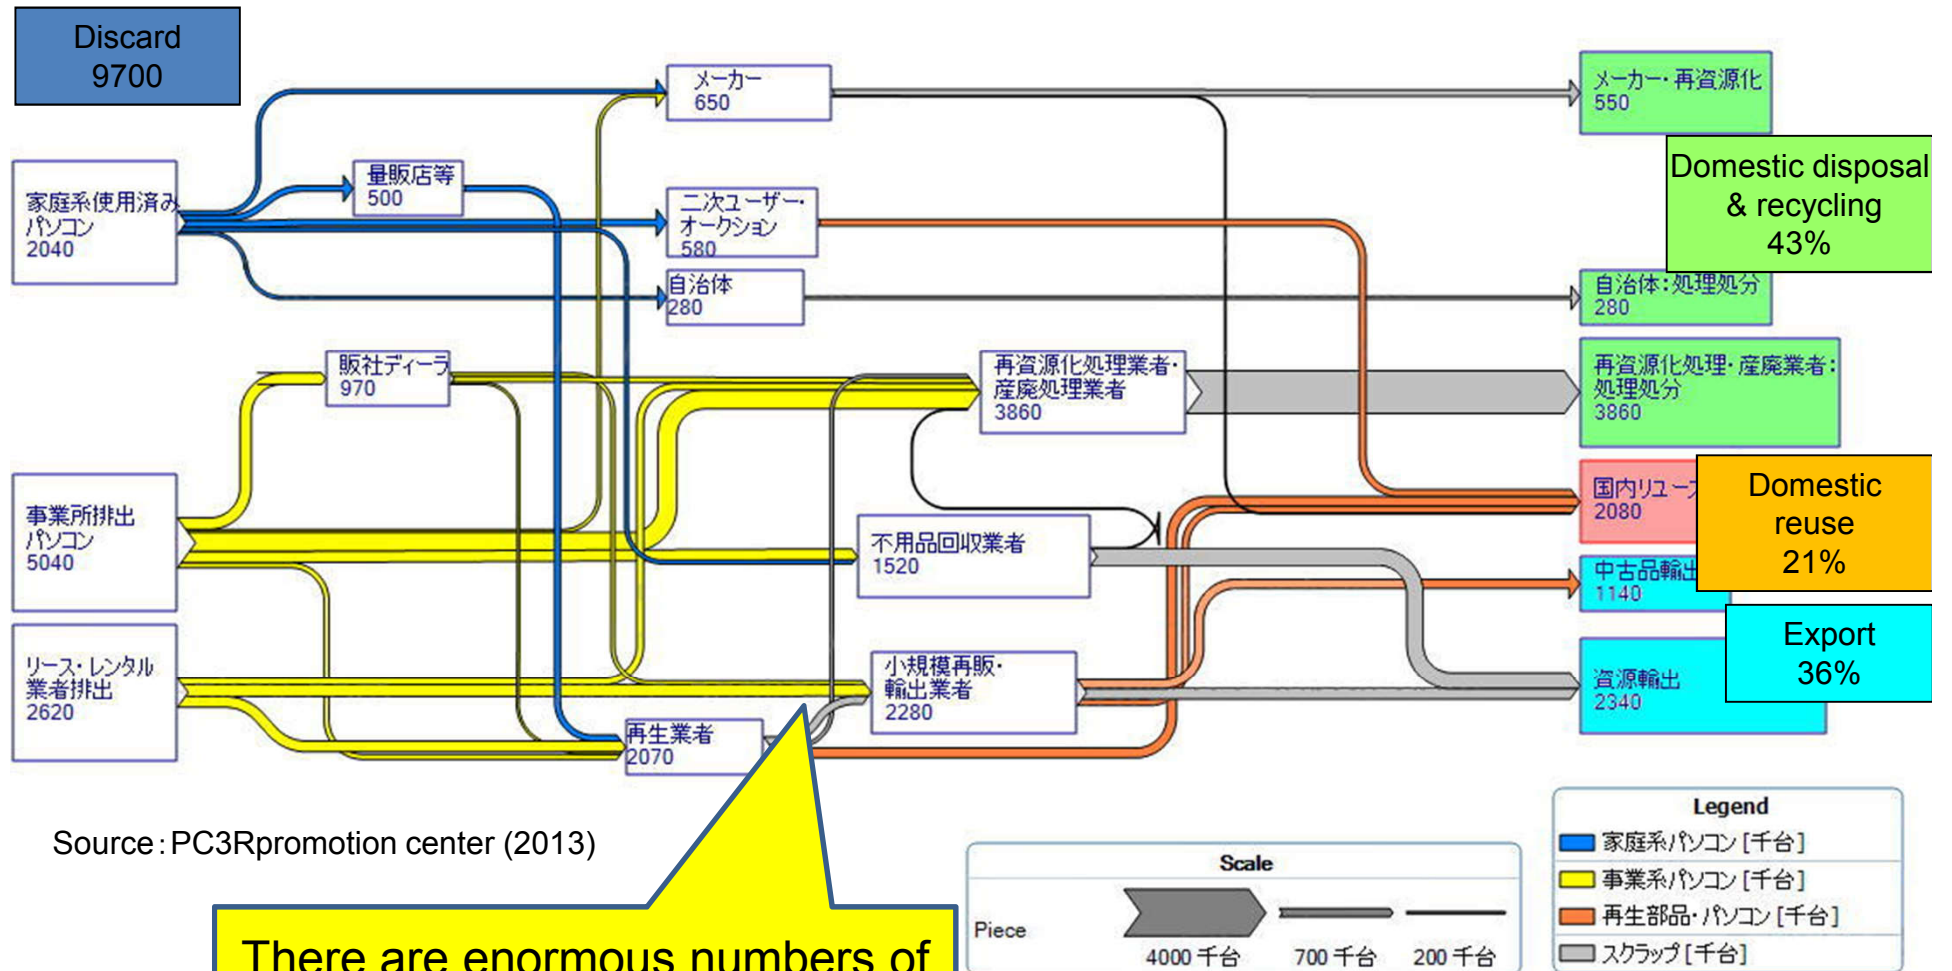 Discard
9700
家庭系使用済み
パソコン
2040
事業所排出
パソコン
5040
リース・レンタル
業者排出
2620
量販店等
500
販社ディーラ
970
メーカー
650
二次ユーザー・
オークション
580
自治体
280
再生業者
2070
再資源化処理業者・
産廃処理業者
3860
不用品回収業者
1520
小規模再販・
輸出業者
2280
メーカー・再資源化
550
Domestic disposal
& recycling
43%
自治体：処理処分
280
再資源化処理・産廃業者：
処理処分
3860
国内リユース
2080
Domestic
reuse
21%
中古品輸出
1140
Export
36%
資源輸出
2340
Source：PC3Rpromotion center (2013)
There are enormous numbers of
Scale
Piece
4000 千台
700 千台
200 千台
Legend
家庭系パソコン [千台]
事業系パソコン [千台]
再生部品・パソコン [千台]
スクラップ [千台]